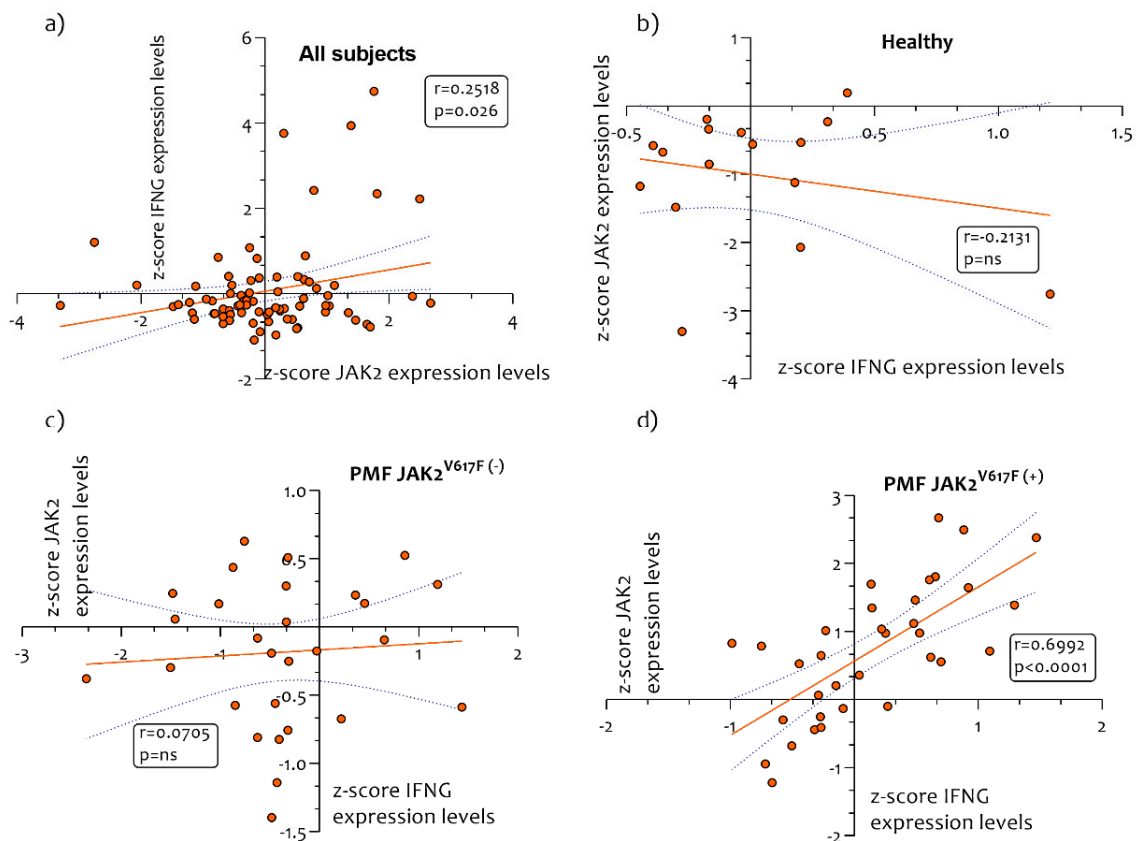 a)
z-score IFNG expression levels
All subjects
r=0.2518
p=0.026
6
4
2
-4
-2
2
4
-2
z-score JAK2 expression levels
b)
z-score JAK2 expression levels
Healthy
1
-0.5
0.5
1.0
1.5
-1
-2
-3
-4
r=-0.2131
p=ns
z-score IFNG expression levels
c)
z-score JAK2
expression levels
PMF JAK2V617F (-)
1.0
0.5
-3
-2
-1
1
2
-0.5
-1.0
-1.5
r=0.0705
p=ns
z-score IFNG
expression levels
d)
z-score JAK2
expression levels
PMF JAK2V617F (+)
3
2
1
-2
-1
1
2
-1
-2
r=0.6992
p<0.0001
z-score IFNG
expression levels